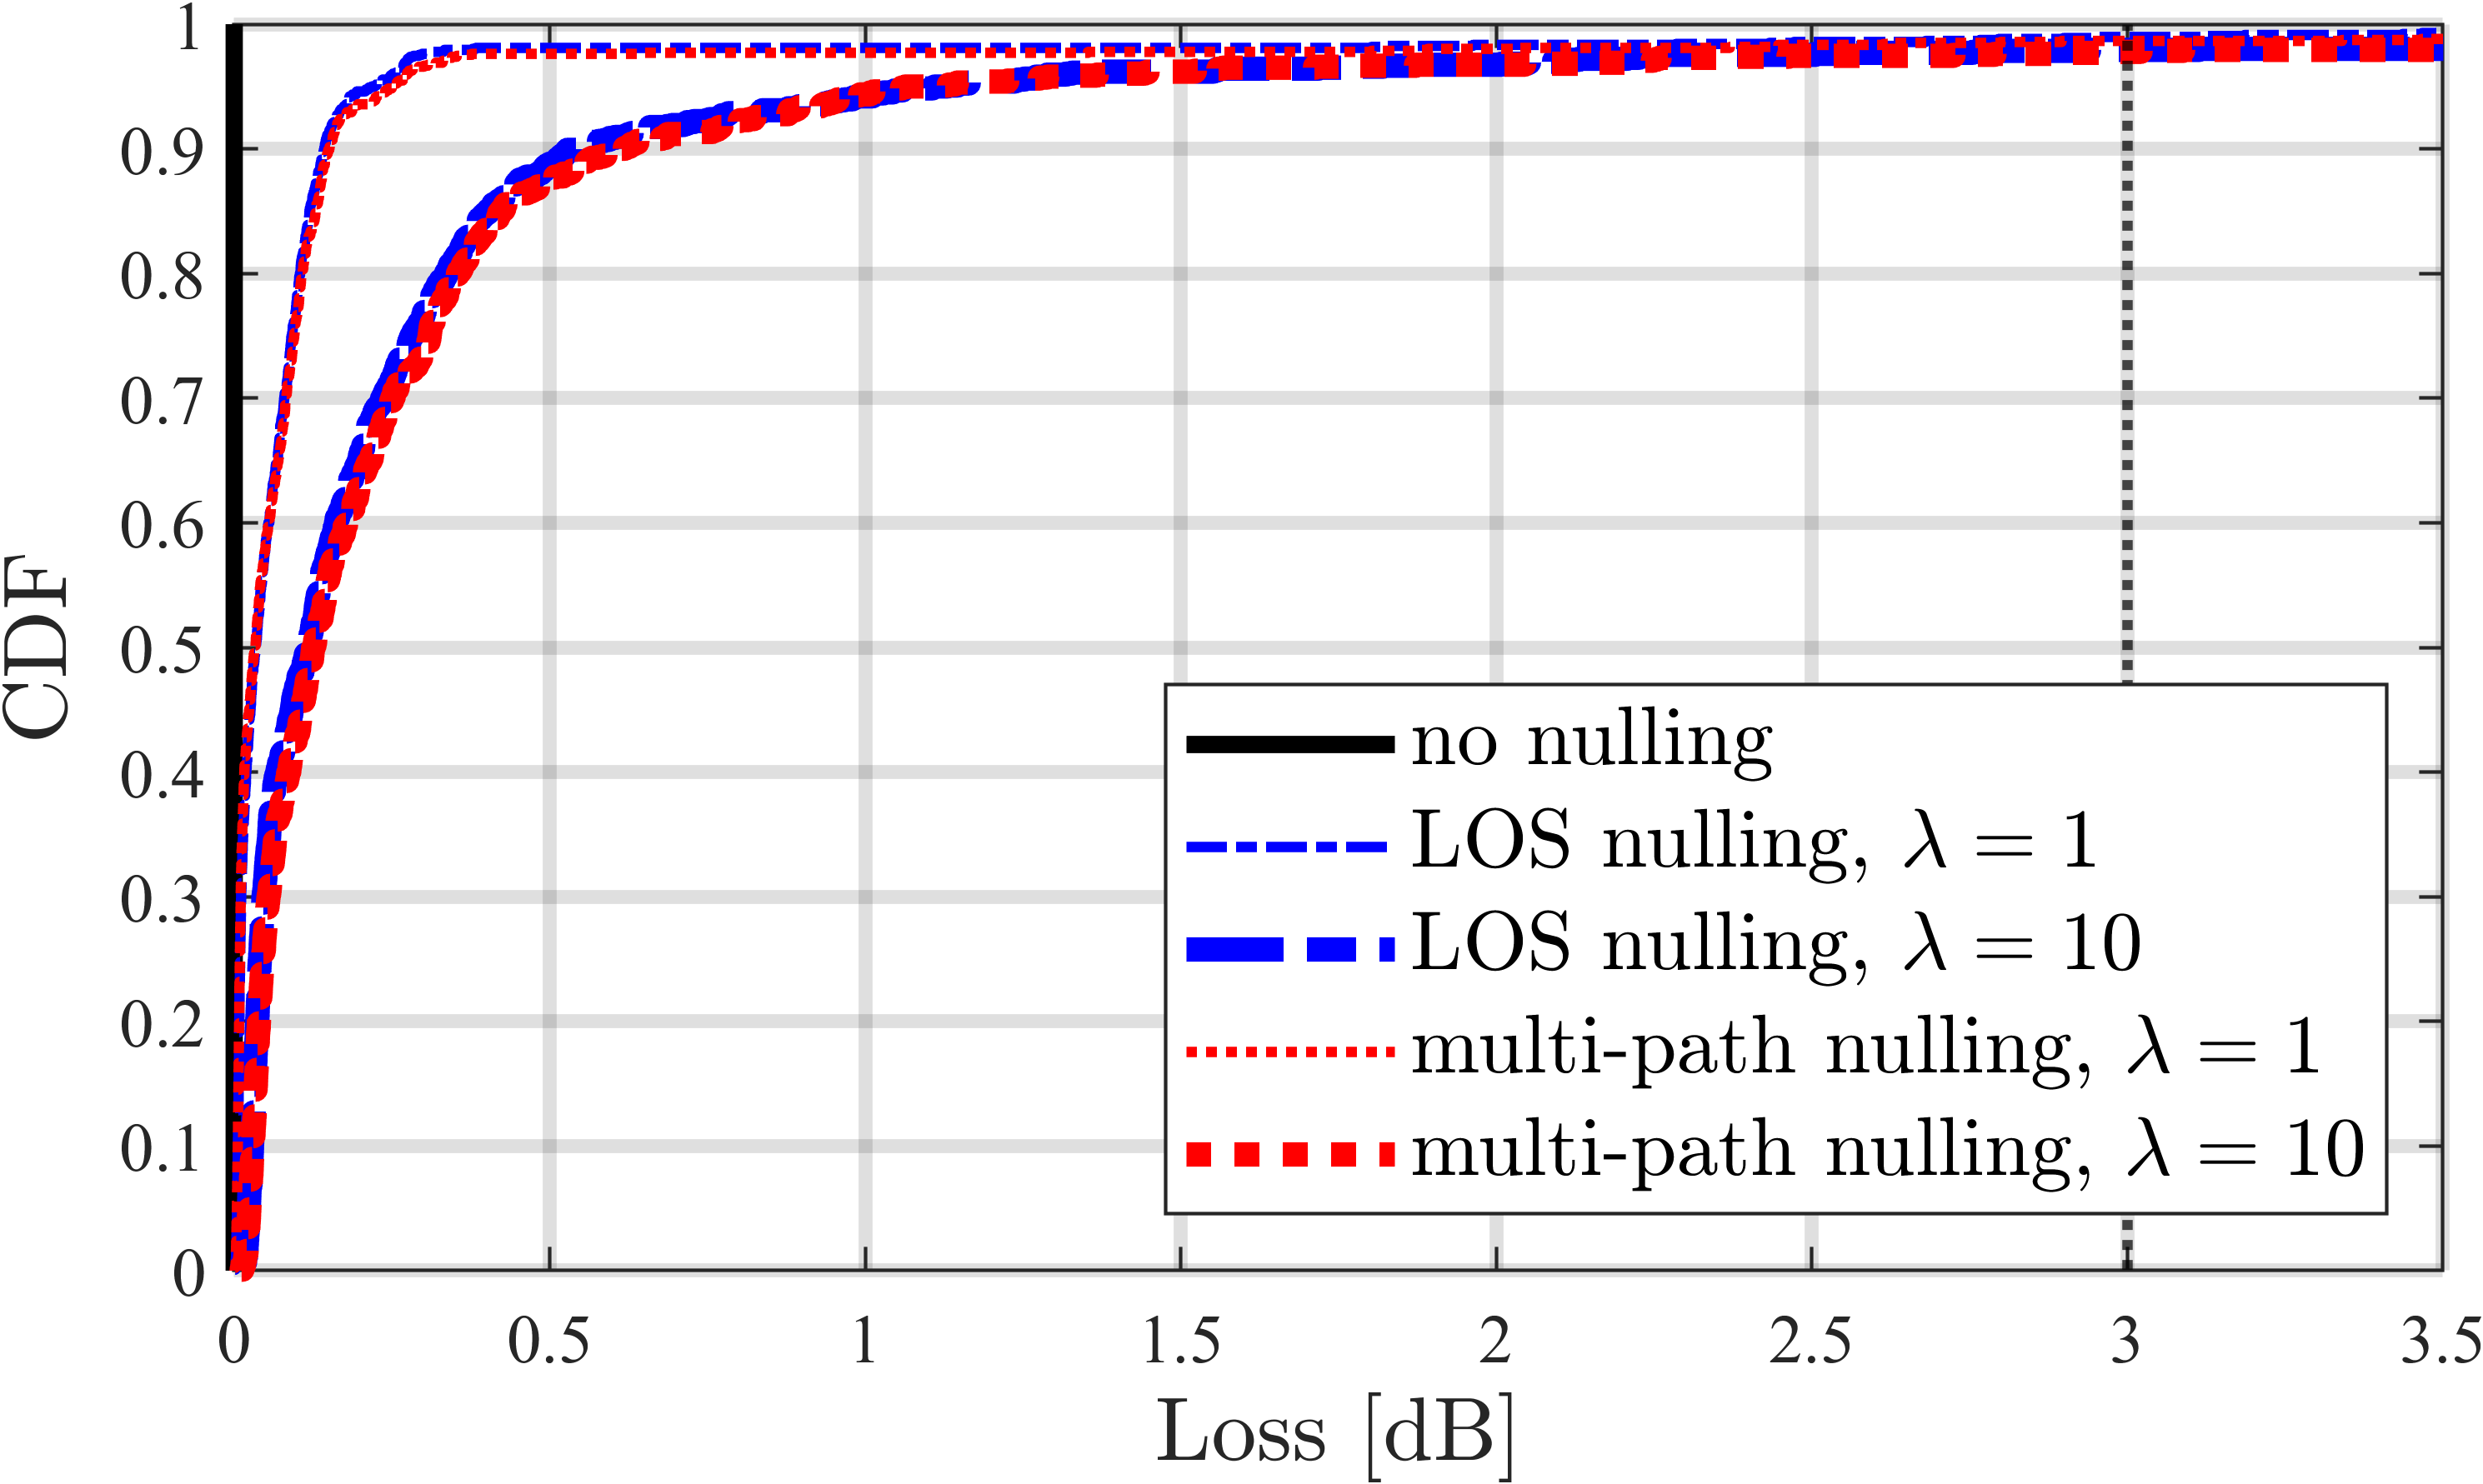 1
0.9
0.8
0.7
0.6
0.5
0.4
0.3
0.2
0.1
0
CDF
no nulling
LOS nulling, λ = 1
LOS nulling, λ = 10
multi-path nulling, λ = 1
multi-path nulling, λ = 10
0 0.5 1 1.5 2 2.5 3 3.5
Loss [dB]